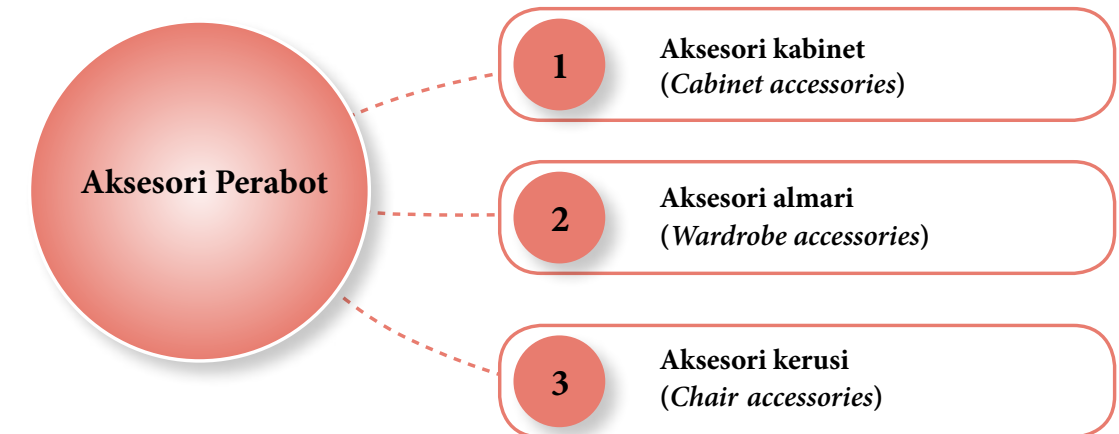 Aksesori Perabot
1
Aksesori kabinet
(Cabinet accessories)
2
Aksesori almari
(Wardrobe accessories)
3
Aksesori kerusi
(Chair accessories)